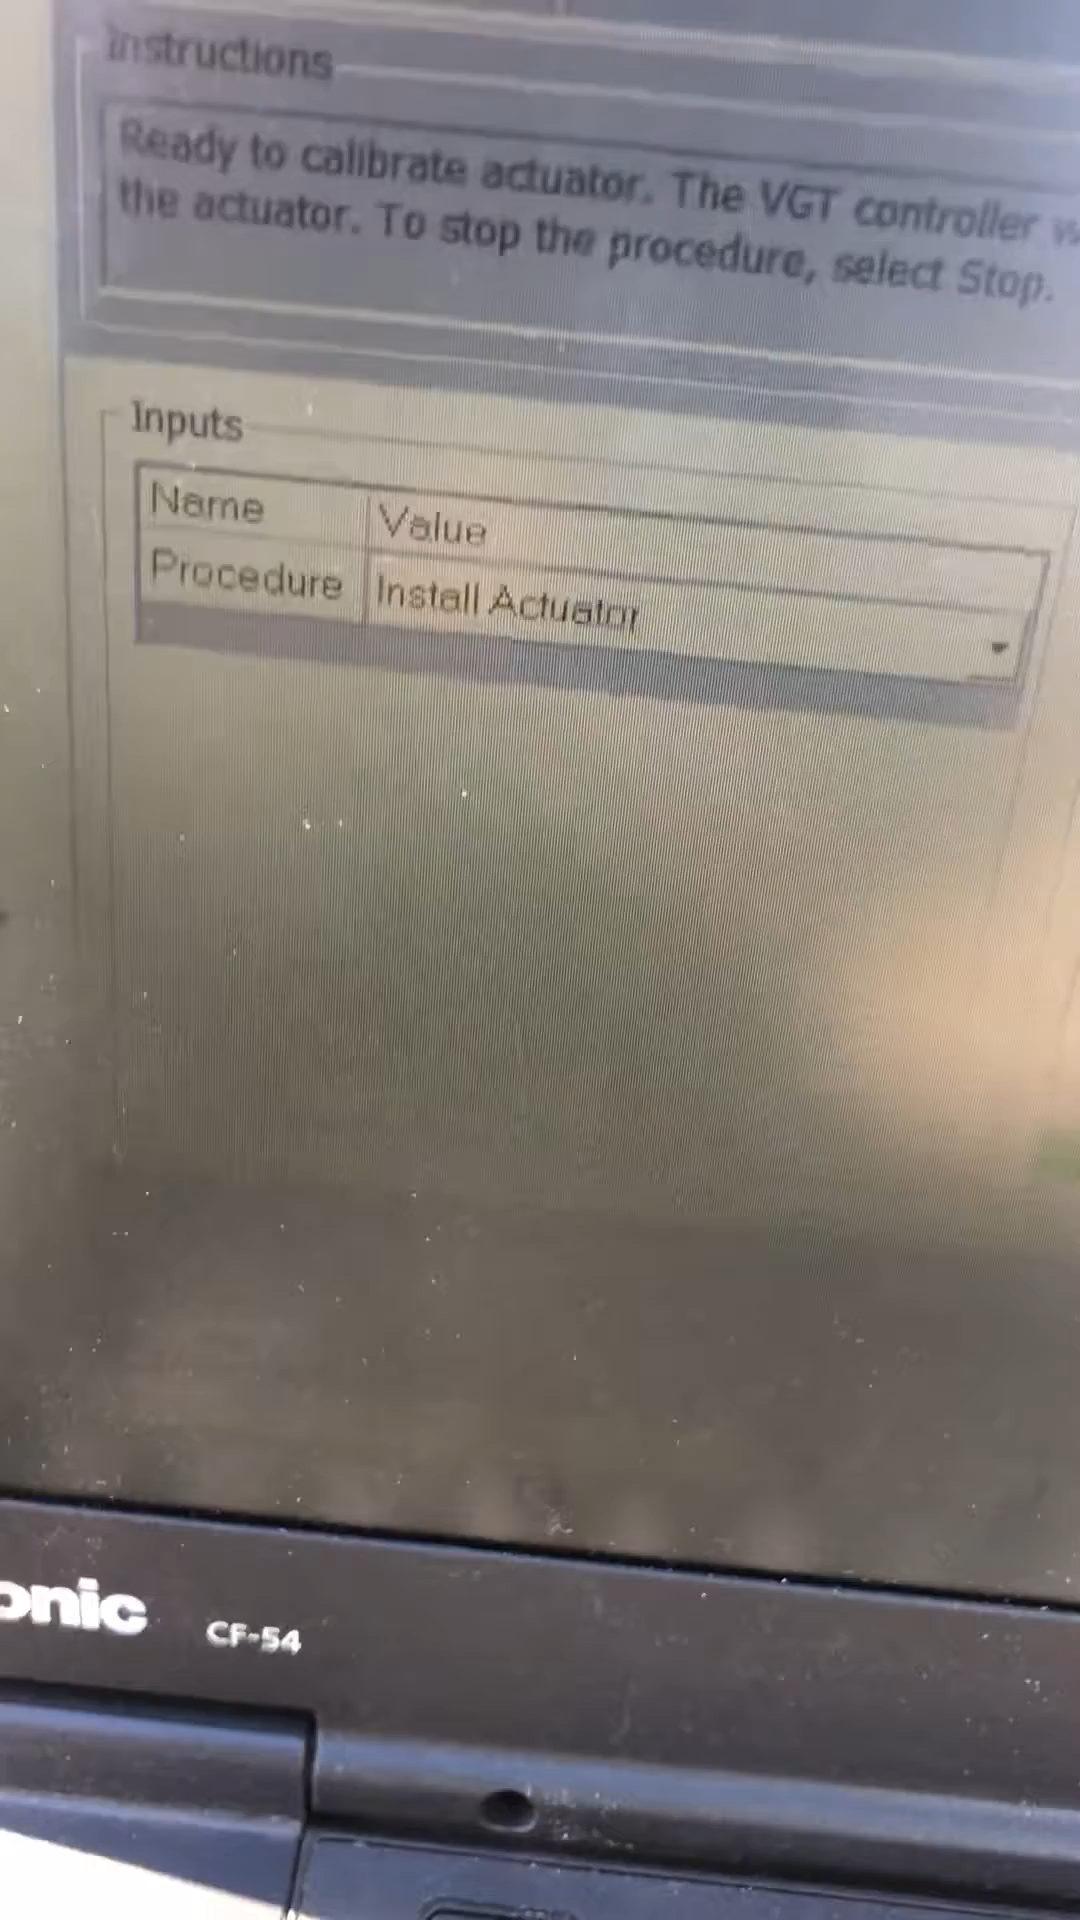 Instructions
Ready to calibrate actuator. The VGT controller
the actuator. To stop the procedure, select Stop.
Inputs
Name Value
Procedure Install Actuator
onic CF-54